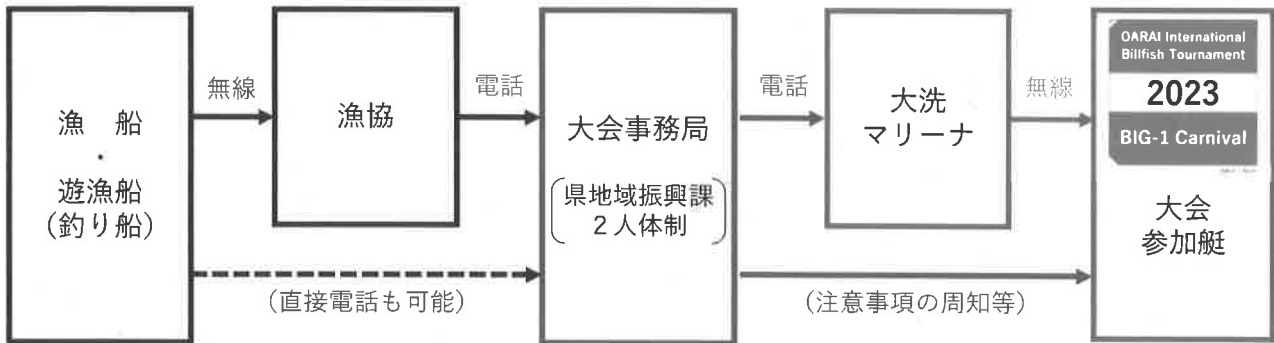 漁　船
・
遊漁船
(釣り船)
無線
漁協
電話
大会事務局
県地域振興課
２人体制
電話
大洗
マリーナ
無線
OARAI International
Billfish Tournament
2023
BIG-1 Carnival
大会
参加艇
(直接電話も可能)
(注意事項の周知等)